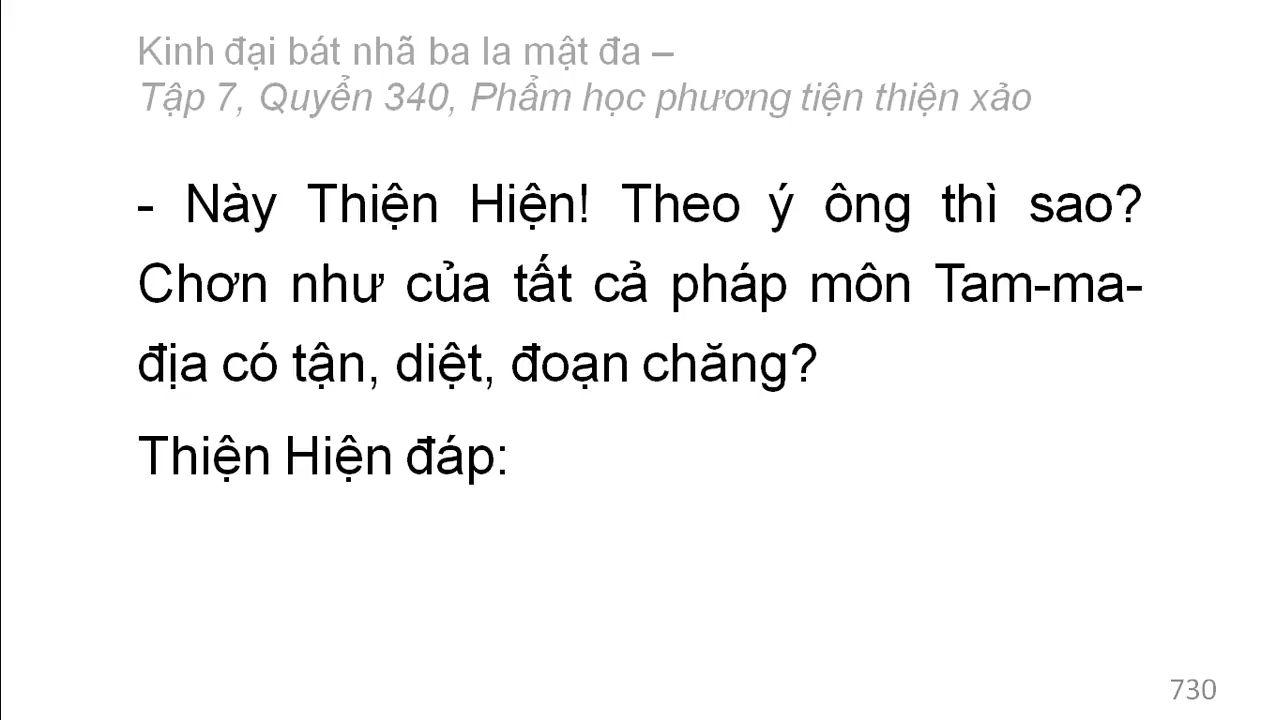 Kinh đại bát nhã ba la mật đa –
Tập 7, Quyển 340, Phẩm học phương tiện thiện xảo
- Này Thiện Hiện! Theo ý ông thì sao?
Chơn như của tất cả pháp môn Tam-ma-
địa có tận, diệt, đoạn chăng?
Thiện Hiện đáp:
730